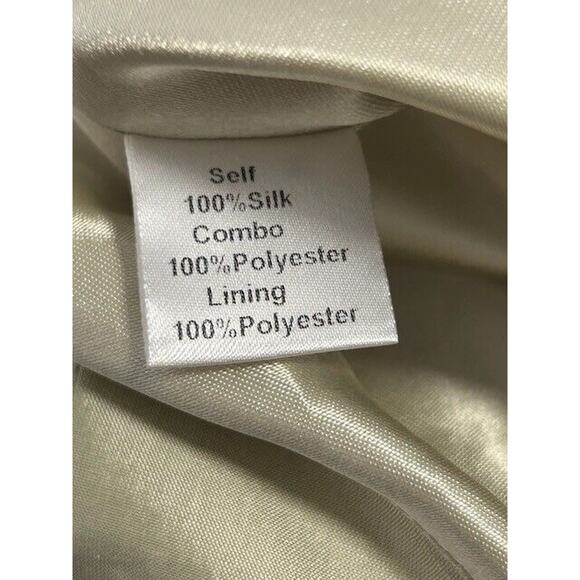 Self
100%Silk
Combo
100%Polyester
Lining
100%Polyester